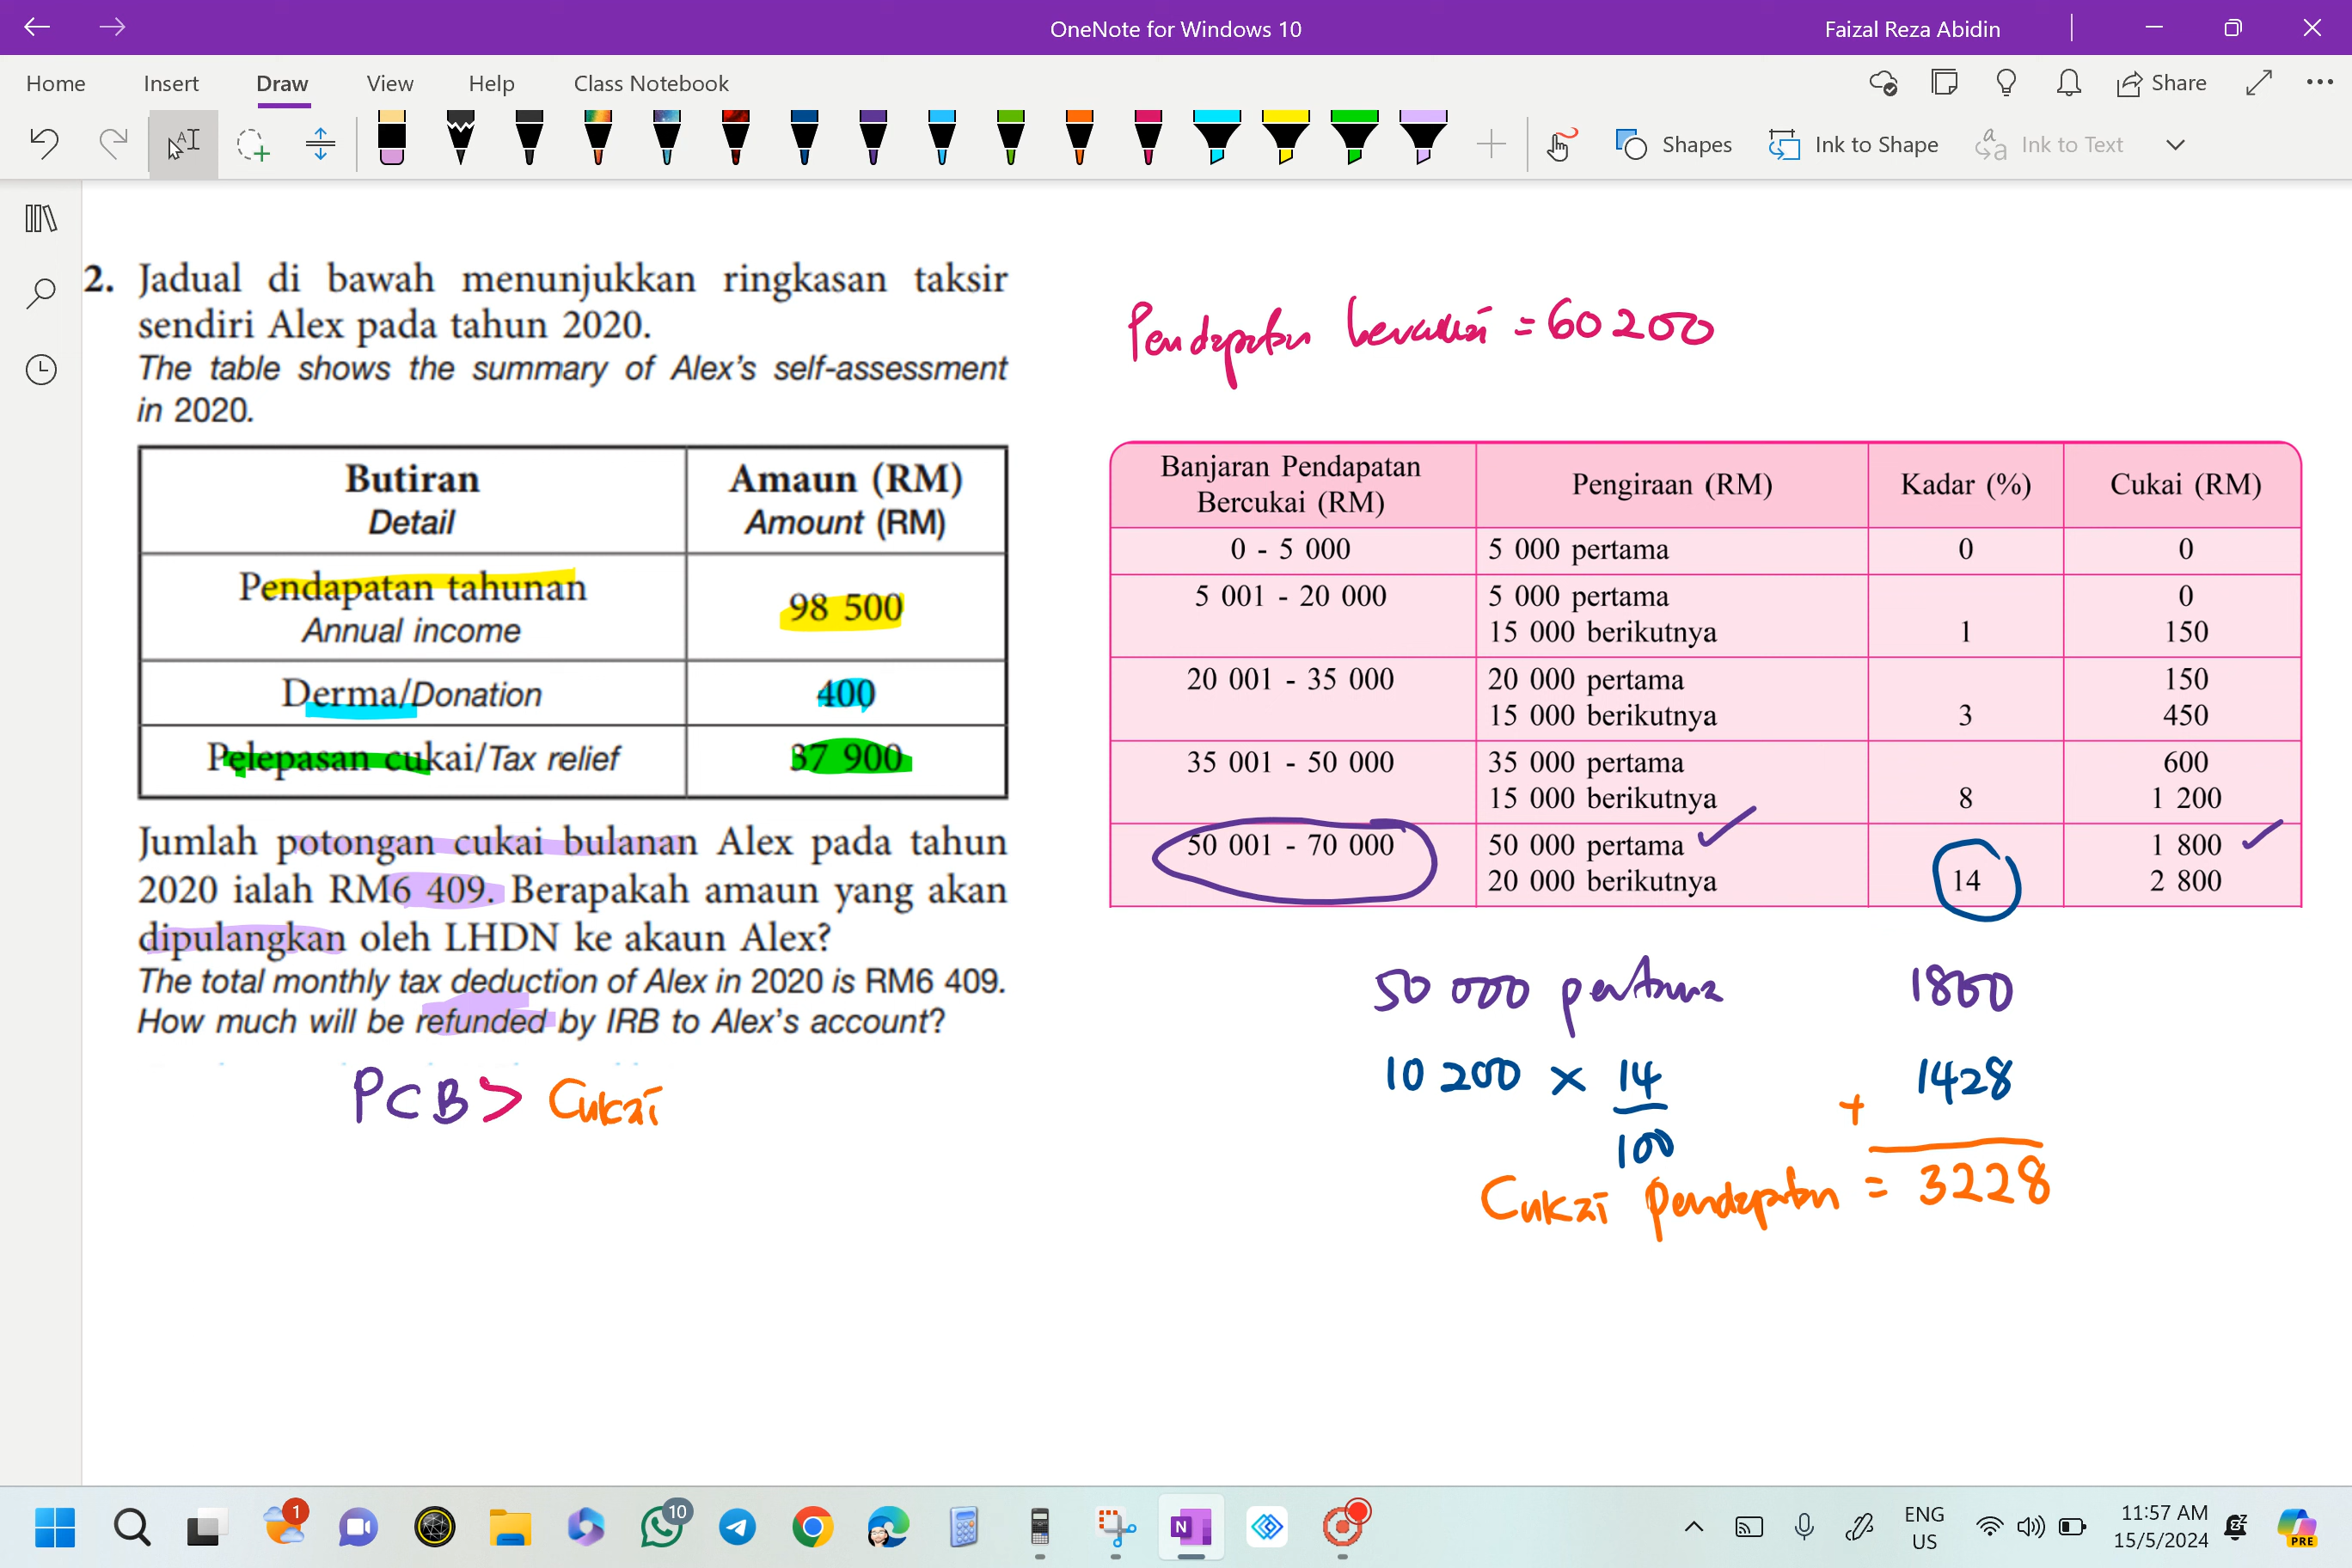 OneNote for Windows 10
Faizal Reza Abidin
Home Insert Draw View Help Class Notebook
Share
Shapes Ink to Shape Ink to Text
2. Jadual di bawah menunjukkan ringkasan taksir
sendiri Alex pada tahun 2020.
The table shows the summary of Alex's self-assessment
in 2020.
Butiran
Detail
Amaun (RM)
Amount (RM)
Pendapatan tahunan
Annual income
98 500
Derma/Donation
400
Pelepasan cukai/Tax relief
37 900
Jumlah potongan cukai bulanan Alex pada tahun
2020 ialah RM6 409. Berapakah amaun yang akan
dipulangkan oleh LHDN ke akaun Alex?
The total monthly tax deduction of Alex in 2020 is RM6 409.
How much will be refunded by IRB to Alex's account?
PCB > Cukai
Pendapatan bercukai = 60 200
Banjaran Pendapatan
Bercukai (RM)
Pengiraan (RM)
Kadar (%)
Cukai (RM)
0 - 5 000 5 000 pertama 0 0
5 001 - 20 000 5 000 pertama 0
15 000 berikutnya 1 150
20 001 - 35 000 20 000 pertama 150
15 000 berikutnya 3 450
35 001 - 50 000 35 000 pertama 600
15 000 berikutnya 8 1 200
50 001 - 70 000 50 000 pertama 1 800
20 000 berikutnya 14 2 800
50 000 pertama 1800
10 200 × 14 1428
100 +
Cukai pendapatan = 3228
1
10
N
PRE
ENG
US
11:57 AM
15/5/2024